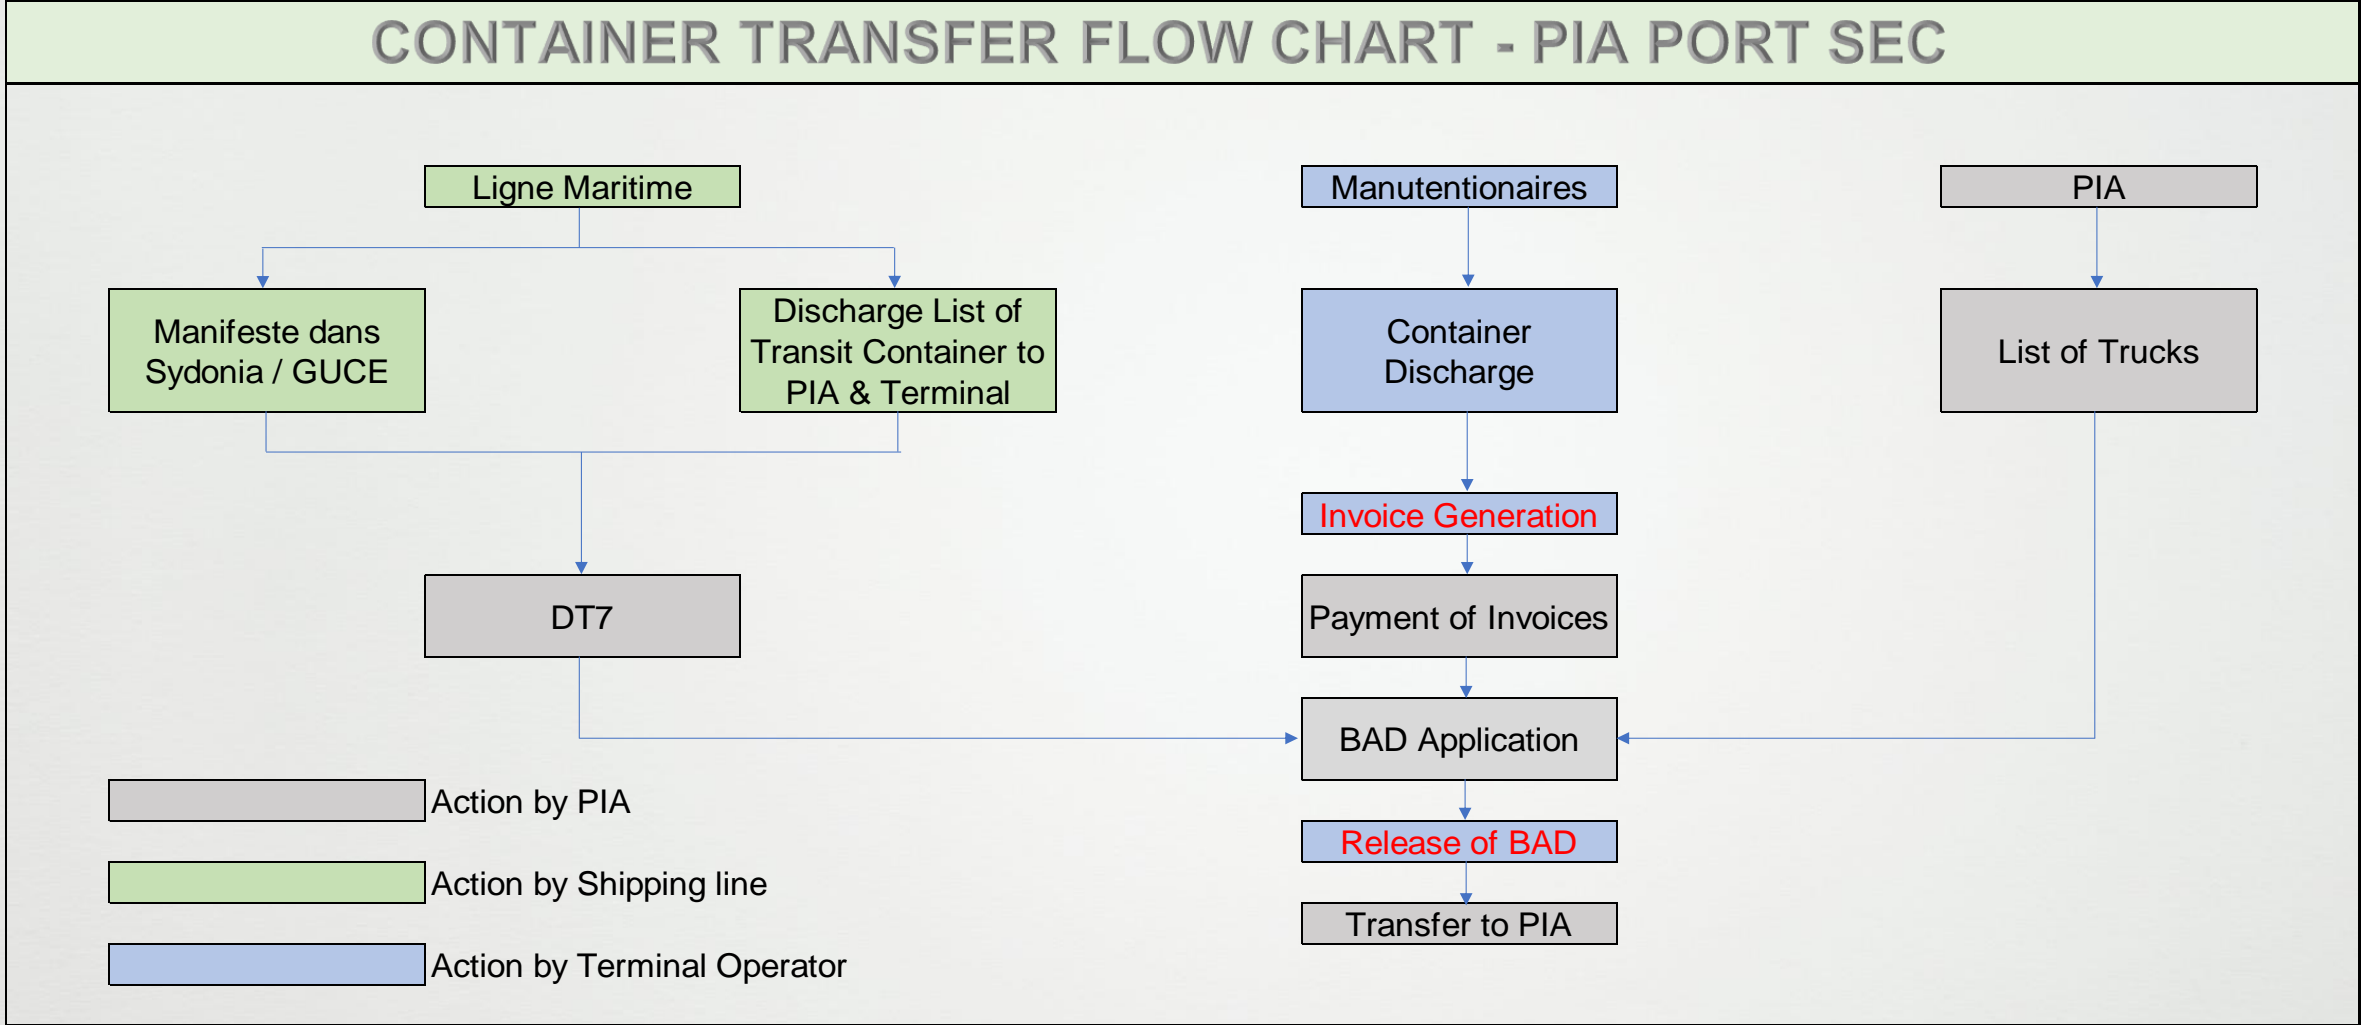 CONTAINER TRANSFER FLOW CHART - PIA PORT SEC
Ligne Maritime
Manutentionaires
PIA
Manifeste dans
Sydonia / GUCE
Discharge List of
Transit Container to
PIA & Terminal
Container
Discharge
List of Trucks
Invoice Generation
DT7
Payment of Invoices
BAD Application
Action by PIA
Release of BAD
Action by Shipping line
Transfer to PIA
Action by Terminal Operator